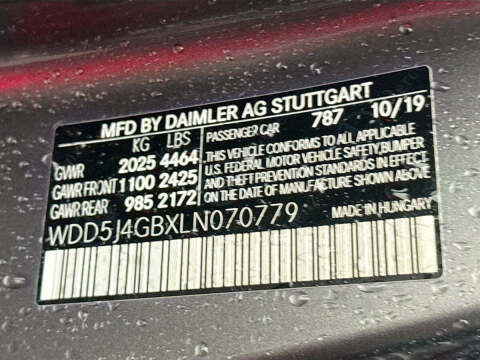 MFD BY DAIMLER AG STUTTGART
KG LBS
GVWR 2025 4464
GAWR FRONT 1100 2425
GAWR REAR 985 2172
PASSENGER CAR 787 10/19
THIS VEHICLE CONFORMS TO ALL APPLICABLE
U.S. FEDERAL MOTOR VEHICLE SAFETY, BUMPER
AND THEFT PREVENTION STANDARDS IN EFFECT
ON THE DATE OF MANUFACTURE SHOWN ABOVE
WDD5J4GBXLN070779
MADE IN HUNGARY